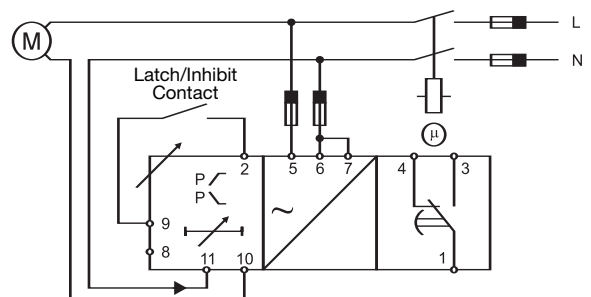 L
M
N
Latch/Inhibit
Contact
μ
2 5 6 7 4 3
P
P
~
9
8
11 10 1